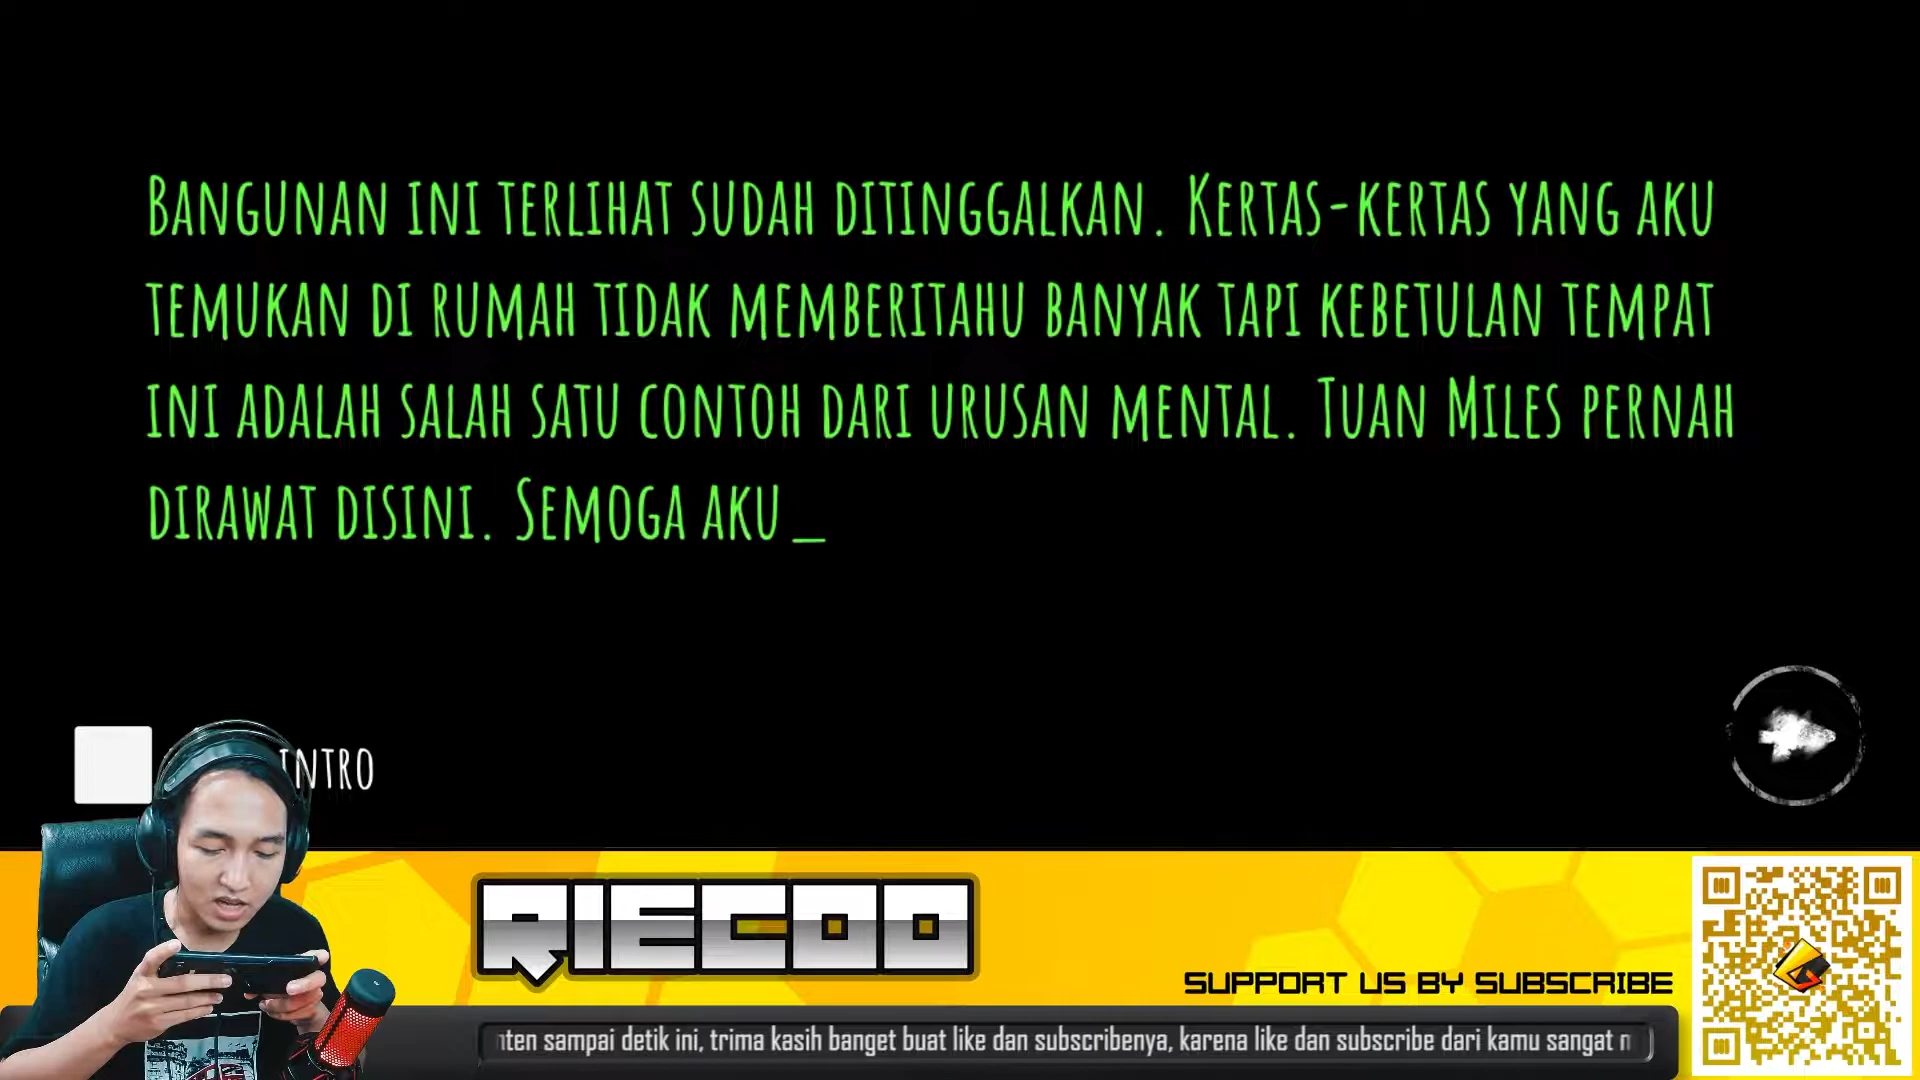 Bangunan ini terlihat sudah ditinggalkan. Kertas-kertas yang aku
temukan di rumah tidak memberitahu banyak tapi kebetulan tempat
ini adalah salah satu contoh dari urusan mental. Tuan Miles pernah
dirawat disini. Semoga aku_
INTRO
RIECOO
SUPPORT US BY SUBSCRIBE
nten sampai detik ini, trima kasih banget buat like dan subscribenya, karena like dan subscribe dari kamu sangat